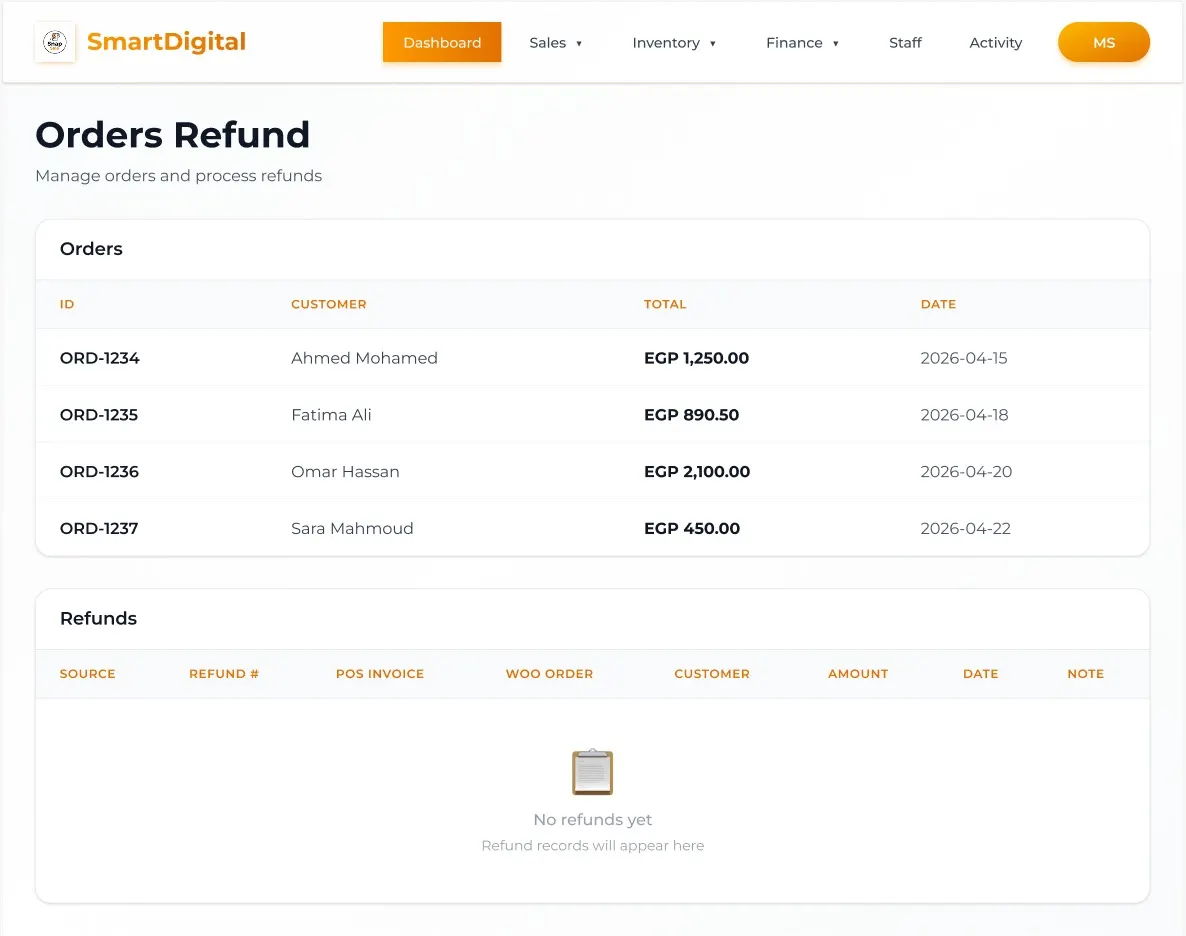 Snap
SmartDigital
Dashboard Sales ▼ Inventory ▼ Finance ▼ Staff Activity MS
Orders Refund
Manage orders and process refunds
Orders
ID CUSTOMER TOTAL DATE
ORD-1234 Ahmed Mohamed EGP 1,250.00 2026-04-15
ORD-1235 Fatima Ali EGP 890.50 2026-04-18
ORD-1236 Omar Hassan EGP 2,100.00 2026-04-20
ORD-1237 Sara Mahmoud EGP 450.00 2026-04-22
Refunds
SOURCE REFUND # POS INVOICE WOO ORDER CUSTOMER AMOUNT DATE NOTE
No refunds yet
Refund records will appear here